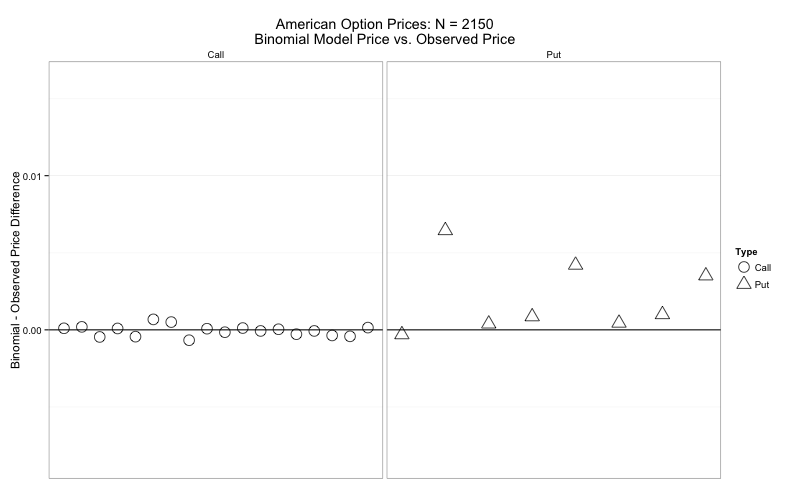 American Option Prices: N = 2150
Binomial Model Price vs. Observed Price
Call
Put
Binomial - Observed Price Difference
0.01
0.00
Type
Call
Put